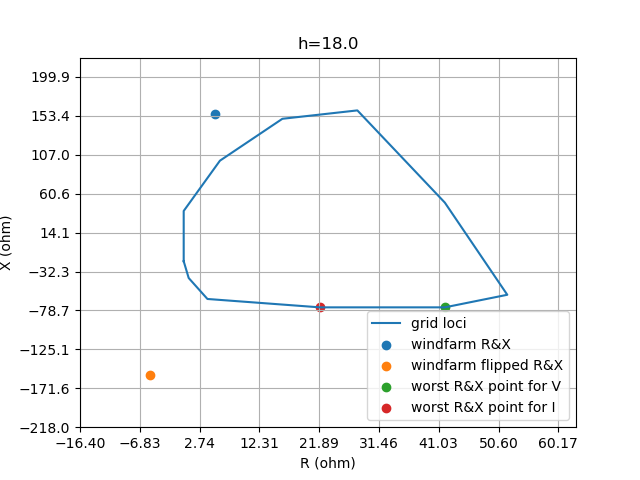 h=18.0
199.9
153.4
107.0
60.6
14.1
−32.3
−78.7
−125.1
−171.6
−218.0
X (ohm)
grid loci
windfarm R&X
windfarm flipped R&X
worst R&X point for V
worst R&X point for I
−16.40 −6.83 2.74 12.31 21.89 31.46 41.03 50.60 60.17
R (ohm)